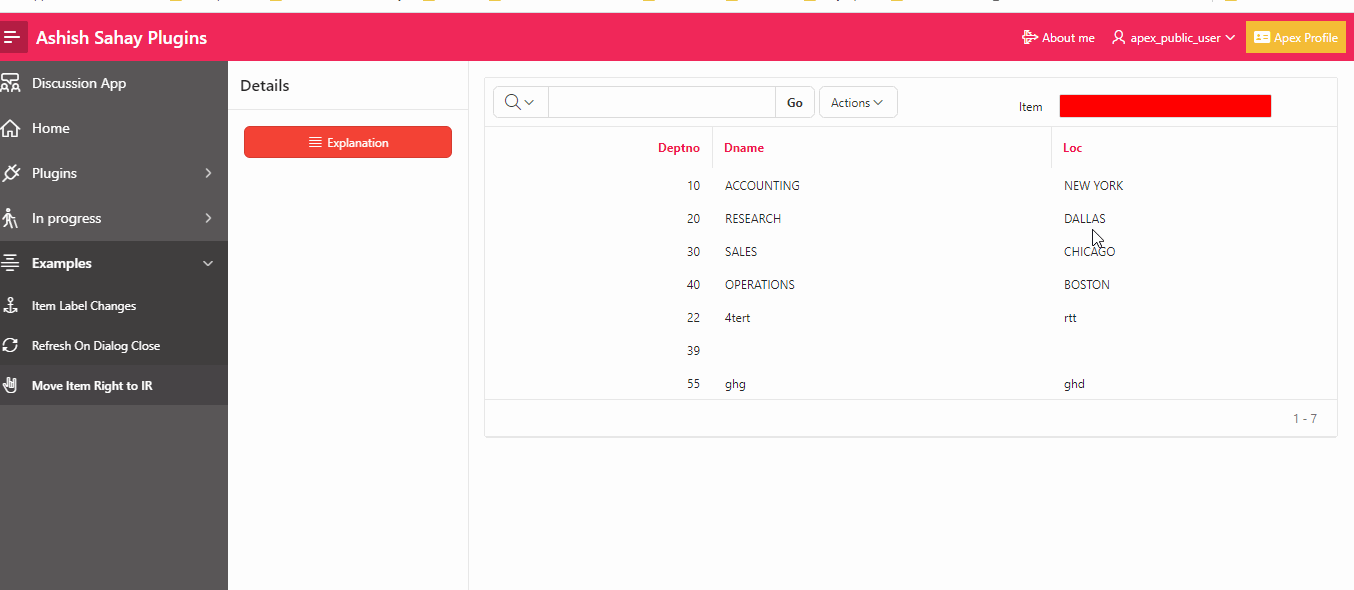 Ashish Sahay Plugins
About me
apex_public_user
Apex Profile
Discussion App
Home
Plugins
In progress
Examples
Item Label Changes
Refresh On Dialog Close
Move Item Right to IR
Details
Explanation
Go
Actions
Item
Deptno Dname Loc
10 ACCOUNTING NEW YORK
20 RESEARCH DALLAS
30 SALES CHICAGO
40 OPERATIONS BOSTON
22 4tert rtt
39
55 ghg ghd
1 - 7